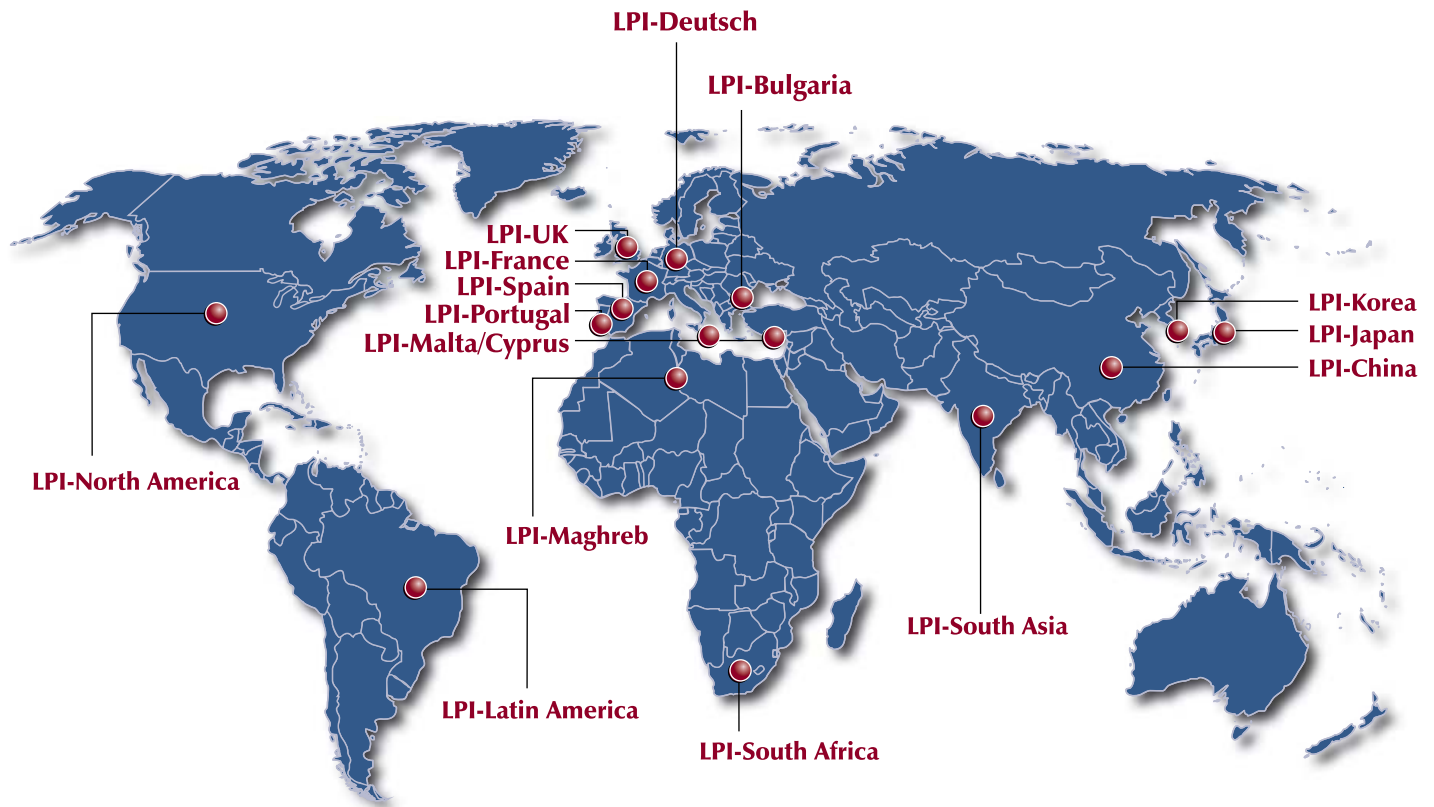 LPI-Deutsch
LPI-Bulgaria
LPI-UK
LPI-France
LPI-Spain
LPI-Portugal
LPI-Malta/Cyprus
LPI-Korea
LPI-Japan
LPI-China
LPI-North America
LPI-Maghreb
LPI-South Asia
LPI-Latin America
LPI-South Africa